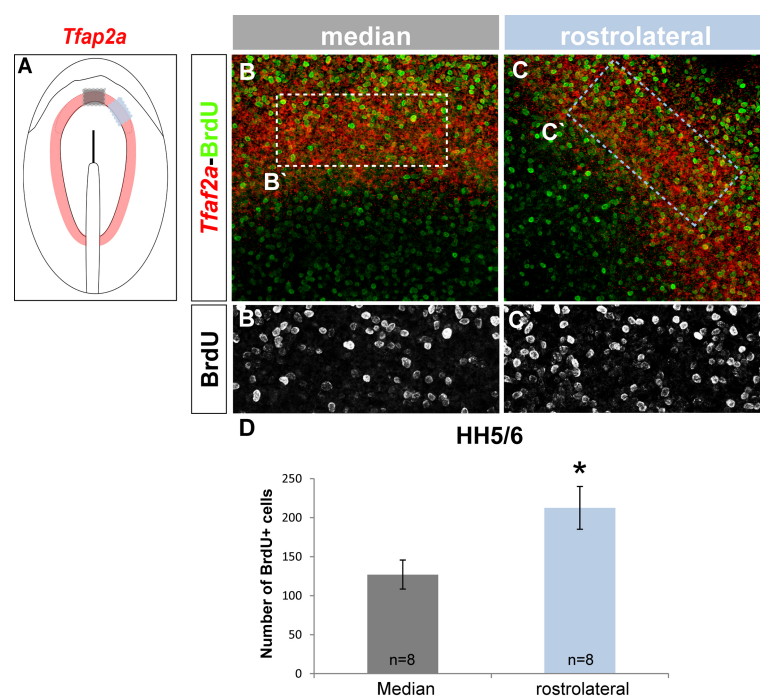 Tfap2a
median
rostrolateral
A
Tfaf2a-BrdU
B
B`
C
C`
BrdU
B`
C`
D
HH5/6
Number of BrdU+ cells
250
200
150
100
50
0
*
n=8
n=8
Median
rostrolateral